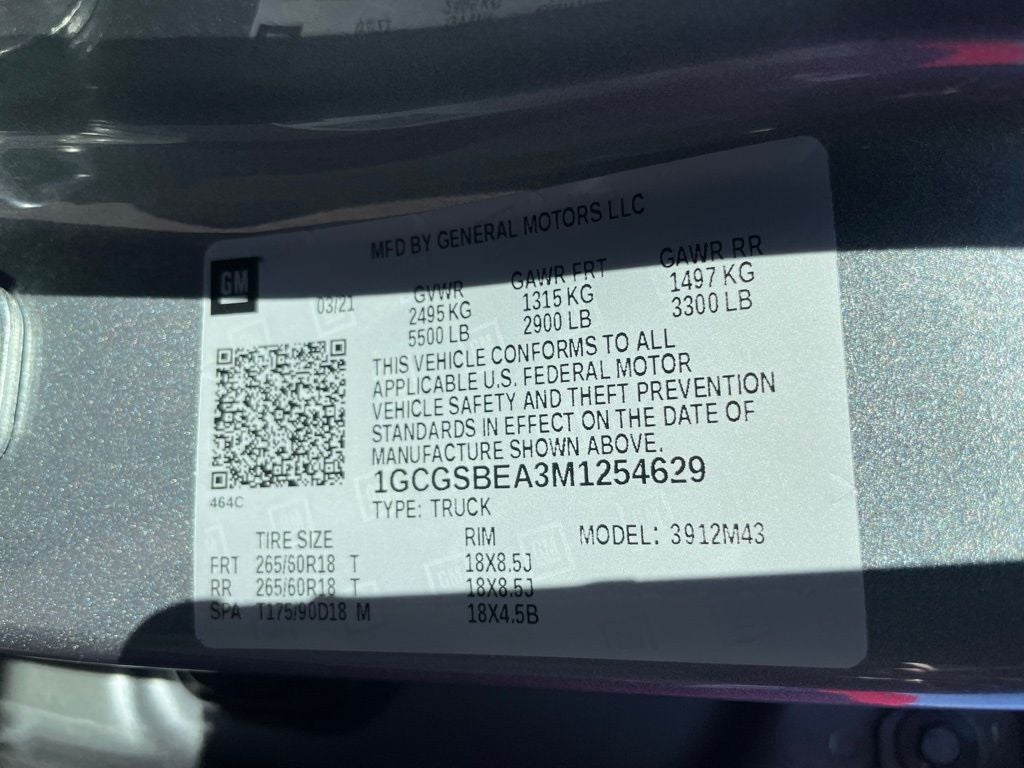 MFD BY GENERAL MOTORS LLC
GM
03/21
GVWR GAWR FRT GAWR RR
2495 KG 1315 KG 1497 KG
5500 LB 2900 LB 3300 LB
THIS VEHICLE CONFORMS TO ALL
APPLICABLE U.S. FEDERAL MOTOR
VEHICLE SAFETY AND THEFT PREVENTION
STANDARDS IN EFFECT ON THE DATE OF
MANUFACTURE SHOWN ABOVE.
1GCGSBEA3M1254629
464C
TYPE: TRUCK
TIRE SIZE RIM MODEL: 3912M43
FRT 265/60R18 T 18X8.5J
RR 265/60R18 T 18X8.5J
SPA T175/90D18 M 18X4.5B